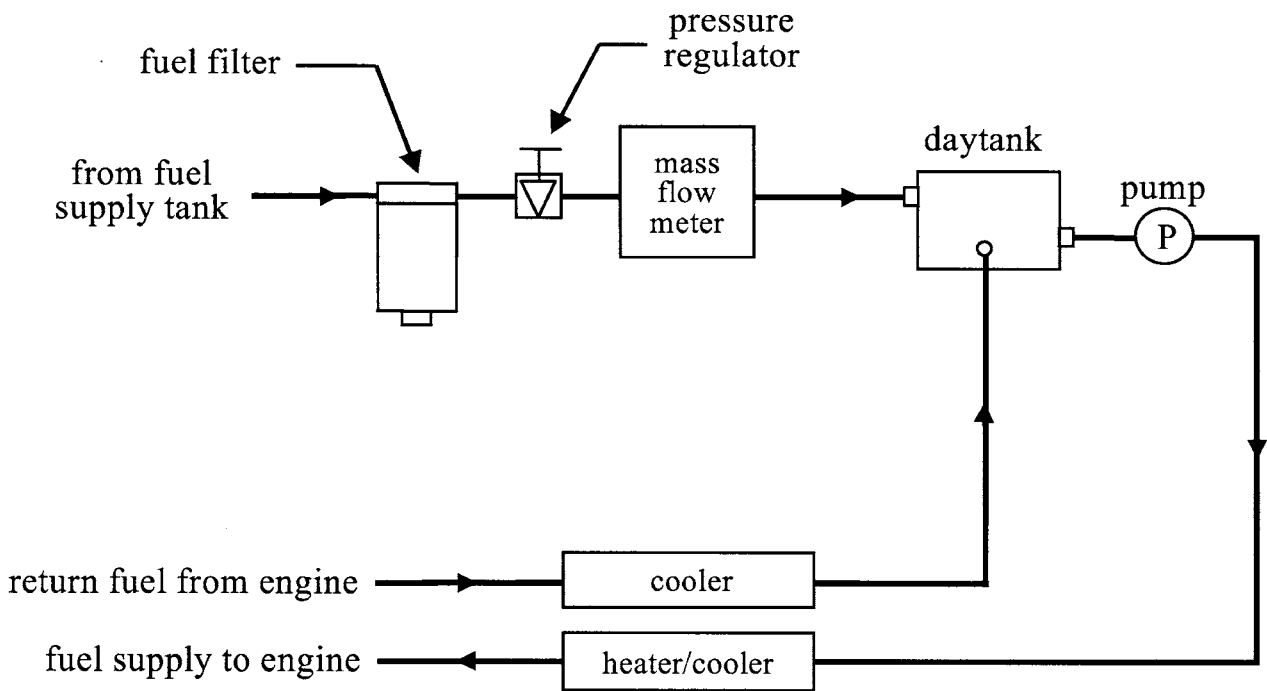 pressure
regulator
fuel filter
from fuel
supply tank
mass
flow
meter
daytank
pump
P
return fuel from engine
cooler
fuel supply to engine
heater/cooler